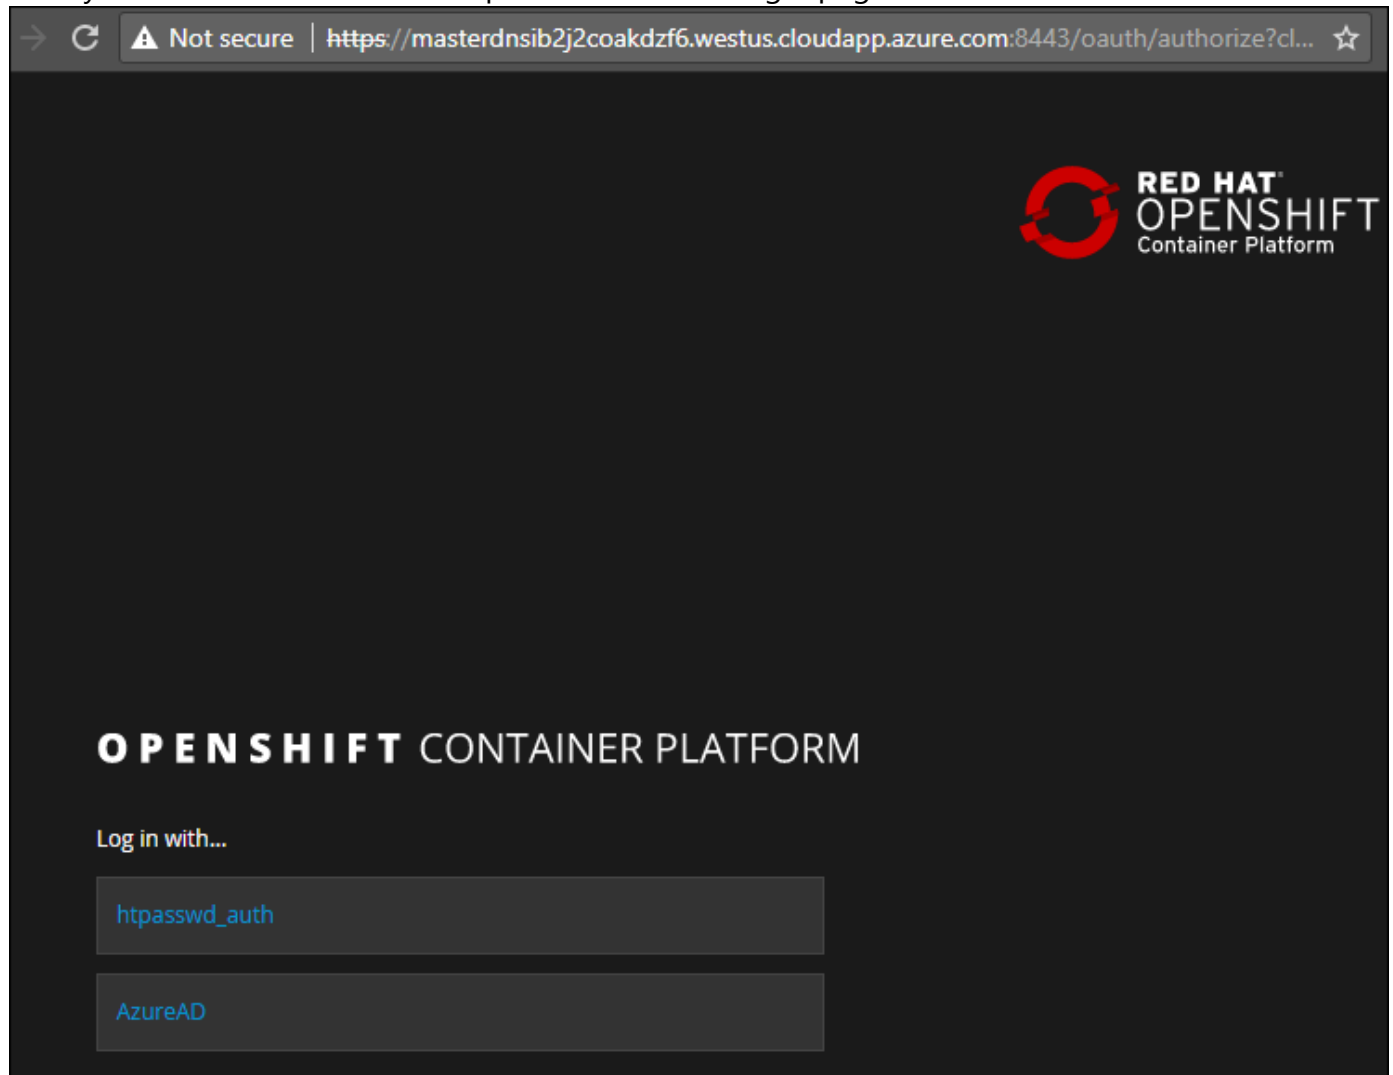 Not secure | https://masterdnsib2j2coakdzf6.westus.cloudapp.azure.com:8443/oauth/authorize?cl...
RED HAT
OPENSHIFT
Container Platform
OPENSHIFT CONTAINER PLATFORM
Log in with...
htpasswd_auth
AzureAD